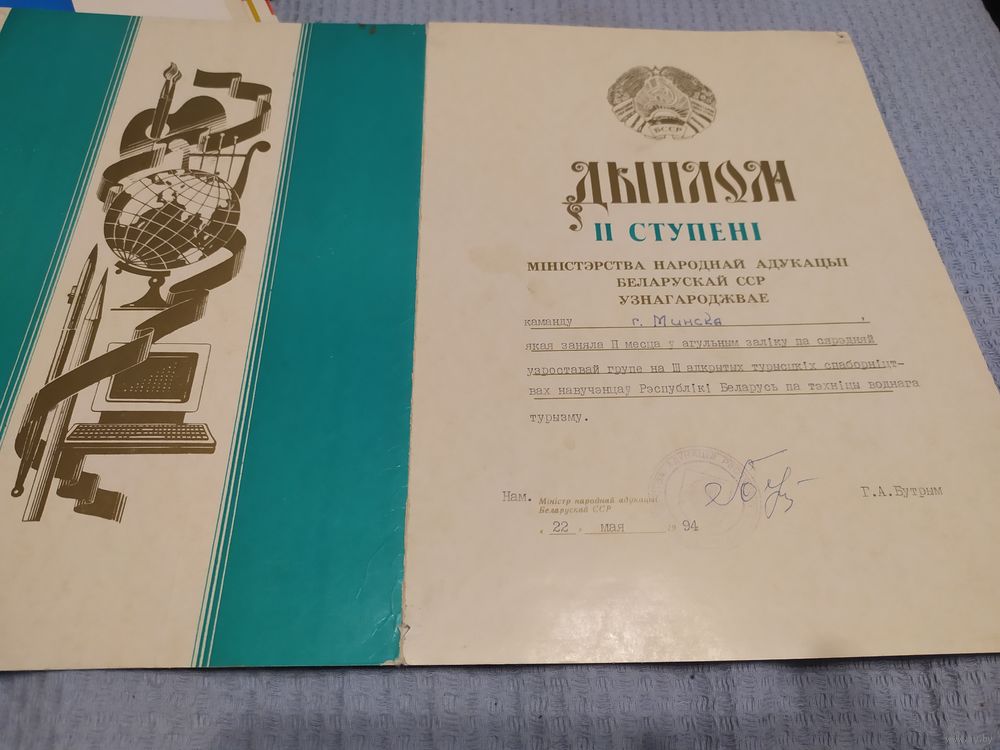 БССР
ДЫПЛОМ
II СТУПЕНІ
МІНІСТЭРСТВА НАРОДНАЙ АДУКАЦЫІ
БЕЛАРУСКАЙ ССР
УЗНАГАРОДЖВАЕ
каманду г. Минска ,
якая заняла II месца ў агульным заліку па сярэдняй
узроставай групе на III адкрытых турысцкіх спаборніцт-
вах навучэнцаў Рэспублікі Беларусь па тэхніцы воднага
турызму.
Нам. Міністр народнай адукацыі Г.А.Бутрым
Беларускай ССР
" 22 " мая 19 94